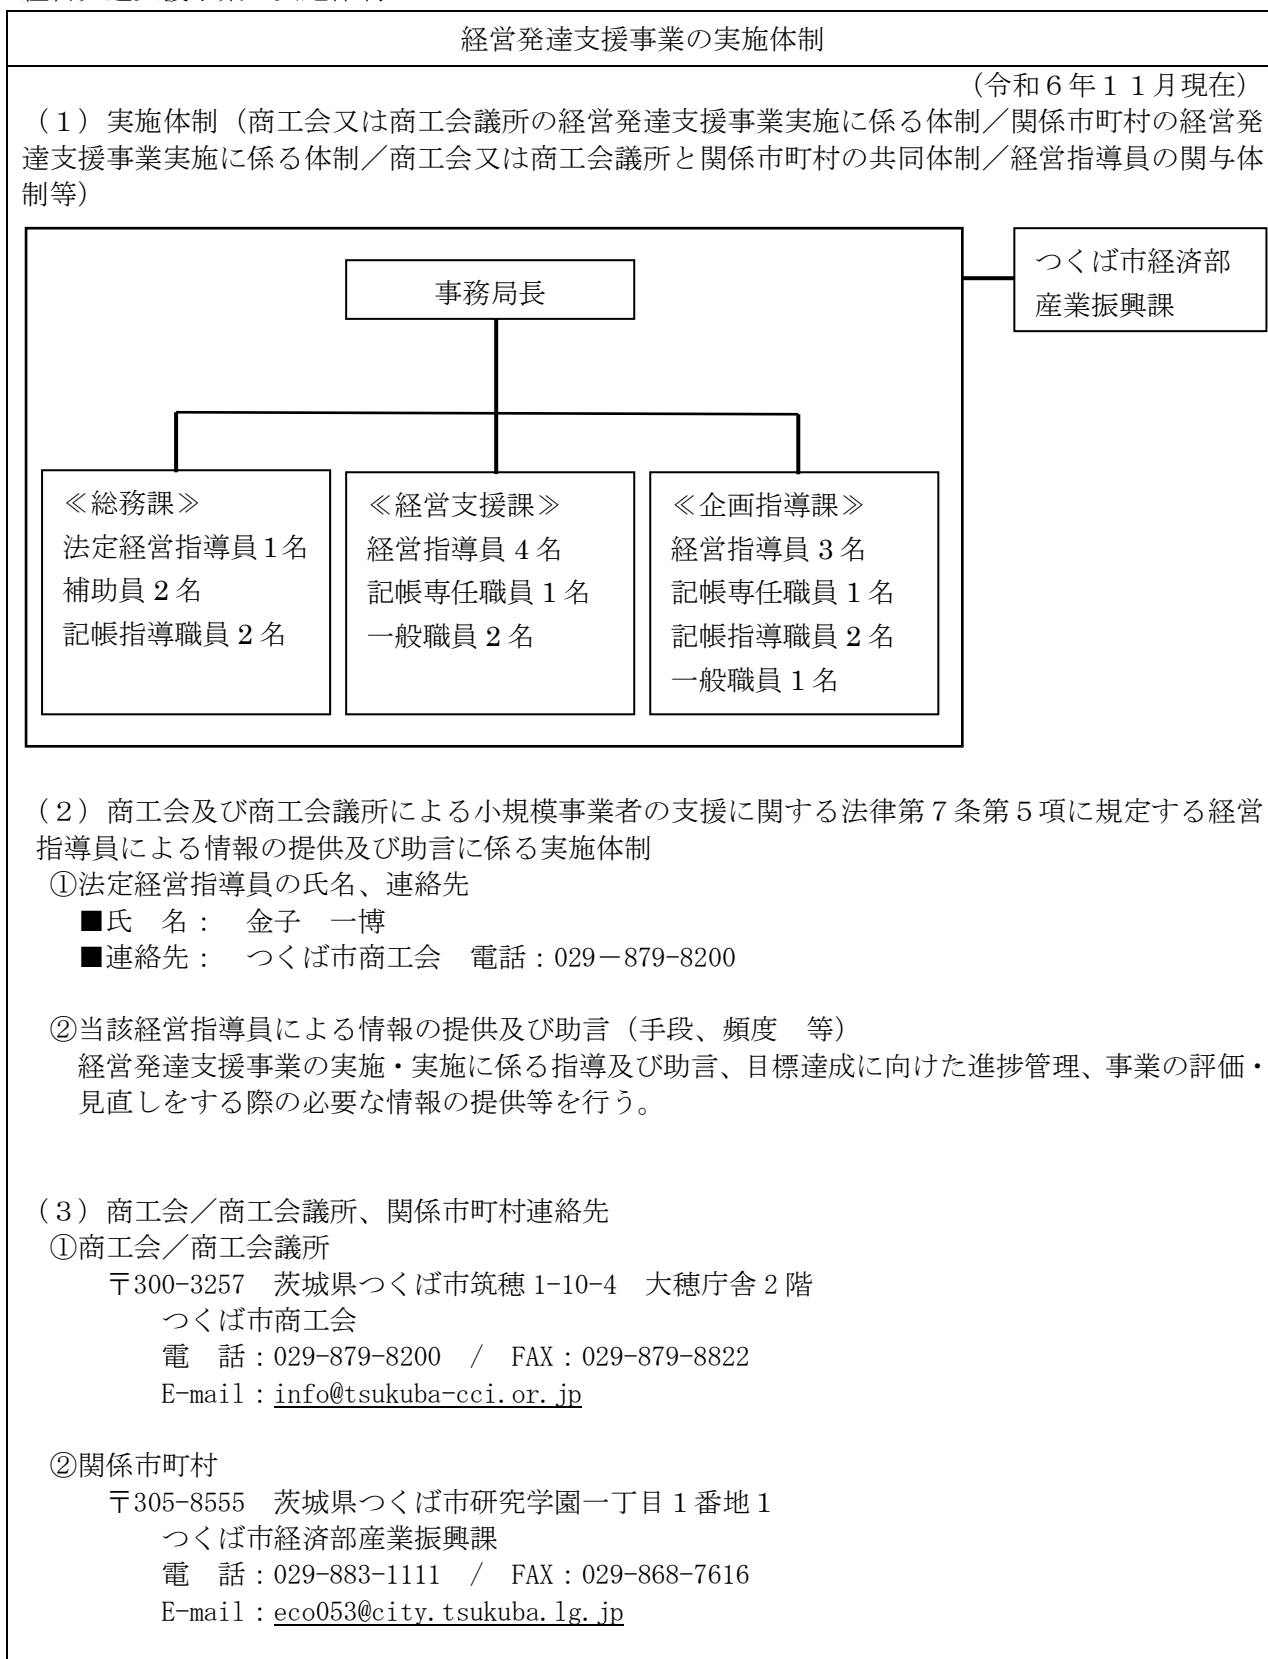 経営発達支援事業の実施体制
(令和6年11月現在)
(1)実施体制(商工会又は商工会議所の経営発達支援事業実施に係る体制/関係市町村の経営発
達支援事業実施に係る体制/商工会又は商工会議所と関係市町村の共同体制/経営指導員の関与体
制等)
事務局長
つくば市経済部
産業振興課
≪総務課≫
法定経営指導員1名
補助員2名
記帳指導職員2名
≪経営支援課≫
経営指導員4名
記帳専任職員1名
一般職員2名
≪企画指導課≫
経営指導員3名
記帳専任職員1名
記帳指導職員2名
一般職員1名
(2)商工会及び商工会議所による小規模事業者の支援に関する法律第7条第5項に規定する経営
指導員による情報の提供及び助言に係る実施体制
①法定経営指導員の氏名、連絡先
■氏 名: 金子 一博
■連絡先: つくば市商工会 電話:029-879-8200
②当該経営指導員による情報の提供及び助言(手段、頻度 等)
経営発達支援事業の実施・実施に係る指導及び助言、目標達成に向けた進捗管理、事業の評価・
見直しをする際の必要な情報の提供等を行う。
(3)商工会/商工会議所、関係市町村連絡先
①商工会/商工会議所
〒300-3257 茨城県つくば市筑穂1-10-4 大穂庁舎2階
つくば市商工会
電 話:029-879-8200 / FAX:029-879-8822
E-mail:info@tsukuba-cci.or.jp
②関係市町村
〒305-8555 茨城県つくば市研究学園一丁目1番地1
つくば市経済部産業振興課
電 話:029-883-1111 / FAX:029-868-7616
E-mail:eco053@city.tsukuba.lg.jp